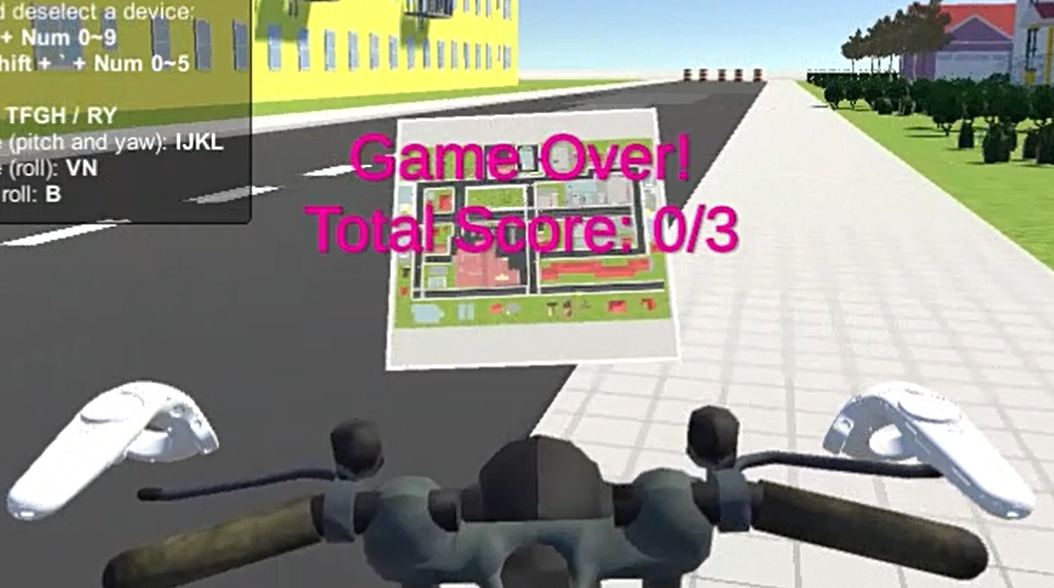 deselect a device:
+ Num 0~9
+ ` + Num 0~5
TFGH / RY
(pitch and yaw): IJKL
(roll): VN
roll: B
Game Over!
Total Score: 0/3